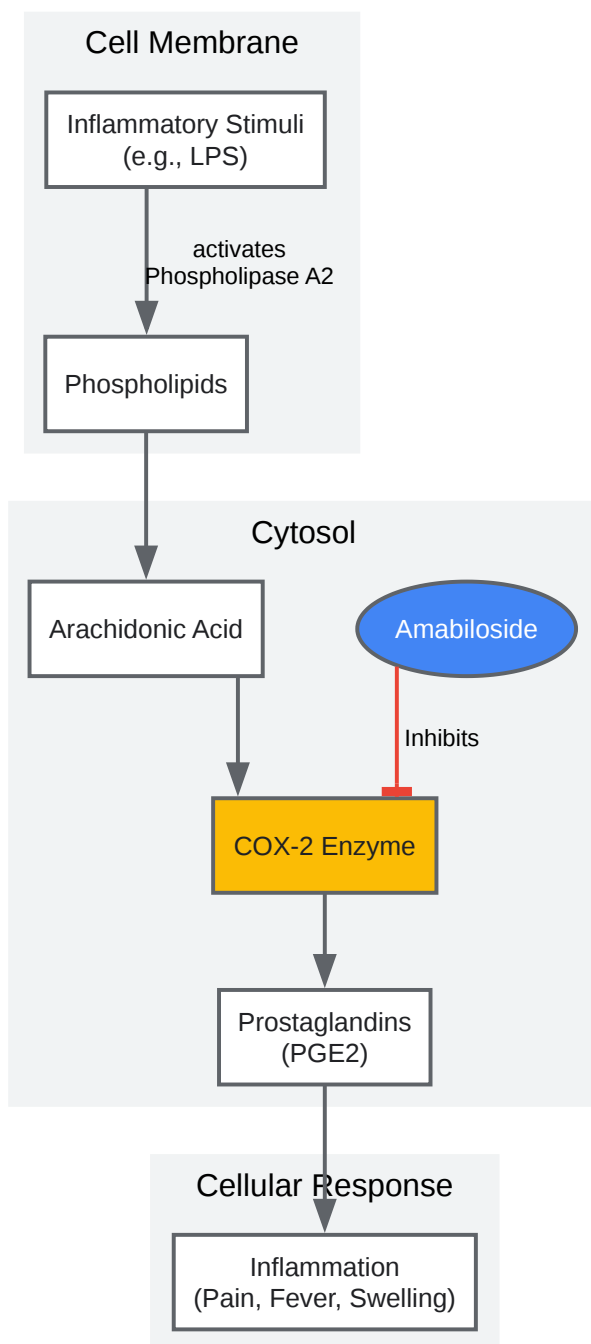 Cell Membrane
Inflammatory Stimuli
(e.g., LPS)
activates
Phospholipase A2
Phospholipids
Cytosol
Arachidonic Acid
Amabiloside
Inhibits
COX-2 Enzyme
Prostaglandins
(PGE2)
Cellular Response
Inflammation
(Pain, Fever, Swelling)